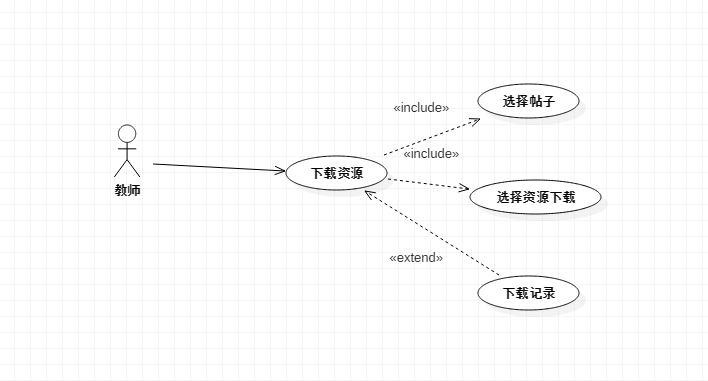 «include»
选择帖子
«include»
下载资源
教师
选择资源下载
«extend»
下载记录